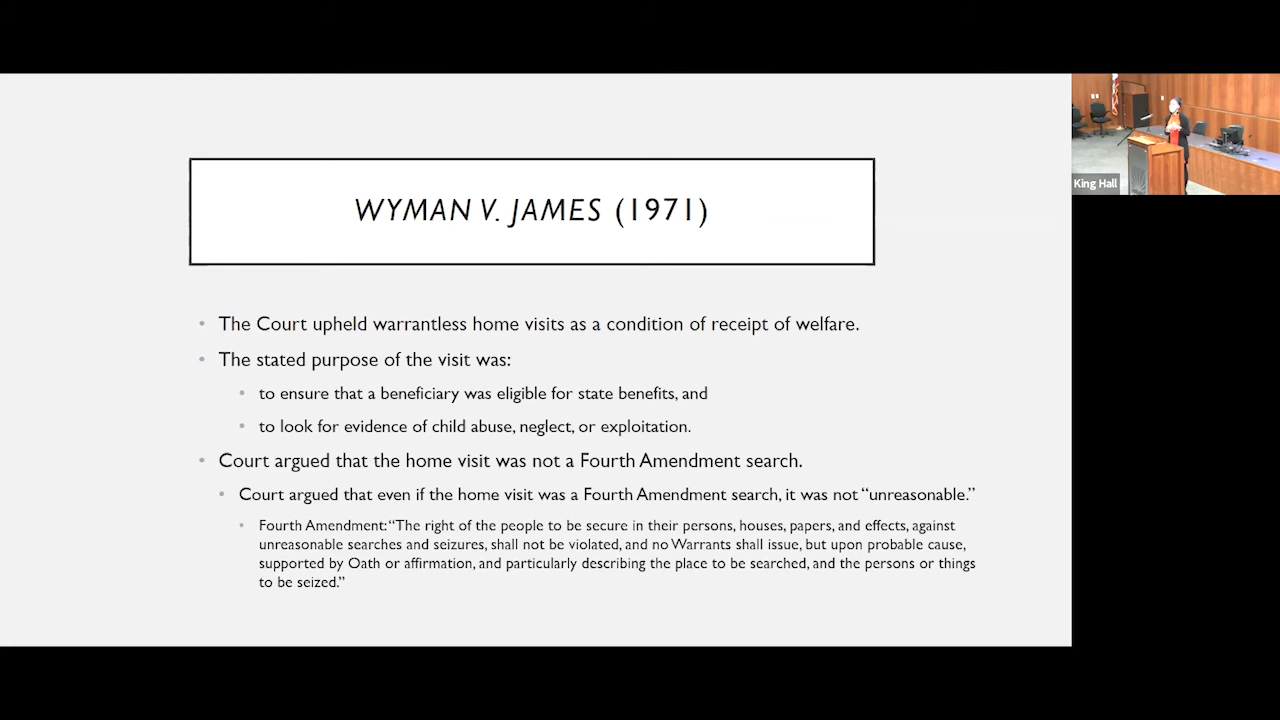 WYMAN V. JAMES (1971)
King Hall
• The Court upheld warrantless home visits as a condition of receipt of welfare.
• The stated purpose of the visit was:
• to ensure that a beneficiary was eligible for state benefits, and
• to look for evidence of child abuse, neglect, or exploitation.
• Court argued that the home visit was not a Fourth Amendment search.
• Court argued that even if the home visit was a Fourth Amendment search, it was not “unreasonable.”
• Fourth Amendment: “The right of the people to be secure in their persons, houses, papers, and effects, against
unreasonable searches and seizures, shall not be violated, and no Warrants shall issue, but upon probable cause,
supported by Oath or affirmation, and particularly describing the place to be searched, and the persons or things
to be seized.”